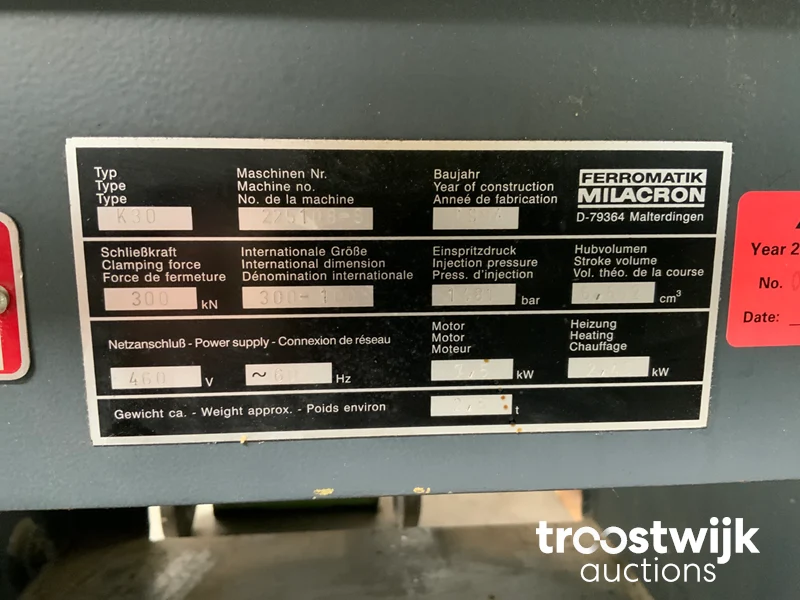 Typ
Type
Type
K30
Maschinen Nr.
Machine no.
No. de la machine
Baujahr
Year of construction
Anneé de fabrication
FERROMATIK
MILACRON
D-79364 Malterdingen
Schließkraft
Clamping force
Force de fermeture
300 kN
Internationale Größe
International dimension
Dénomination internationale
Einspritzdruck
Injection pressure
Press. d'injection
bar
Hubvolumen
Stroke volume
Vol. théo. de la course
cm³
Netzanschluß - Power supply - Connexion de réseau
460 V
~ Hz
Motor
Motor
Moteur
kW
Heizung
Heating
Chauffage
kW
Gewicht ca. - Weight approx. - Poids environ
t
Year 2
No.
Date:
troostwijk
auctions